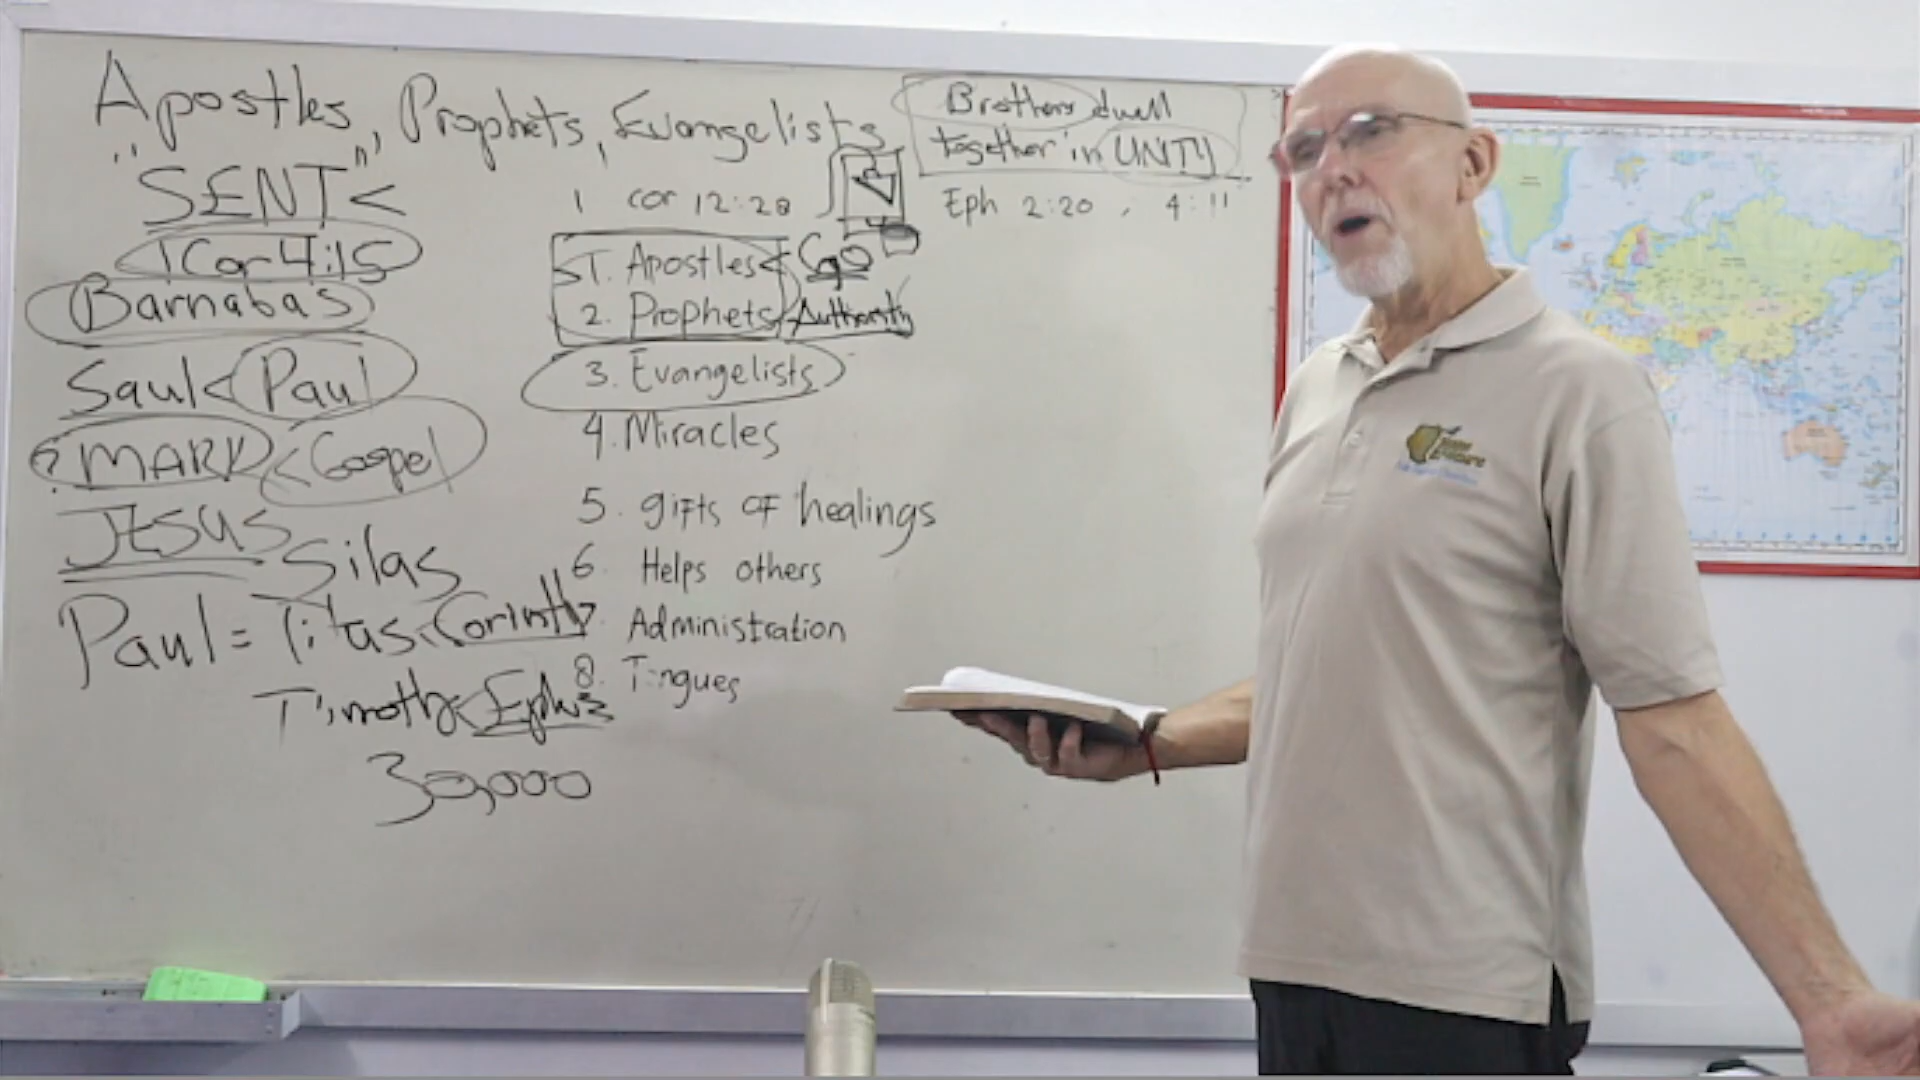 Apostles, Prophets, Evangelists
"SENT" <
1 Cor 4:15
Barnabas
Saul < Paul
? MARK < Gospel
JESUS
Silas
Paul = Titus Corinth
Timothy <
30,000
1 cor 12:28
1. Apostles < Go
2. Prophets Authority
3. Evangelists
4. Miracles
5. gifts of healings
6 Helps others
Administration
8. Tongues
Brothers dwell
together in UNITY
Eph 2:20, 4:11